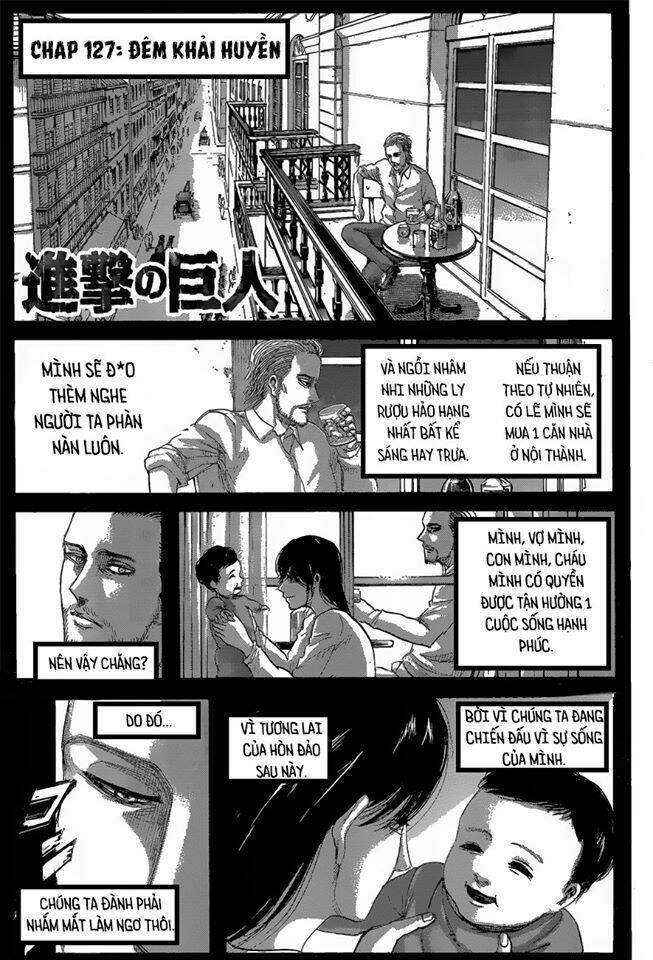 CHAP 127: ĐÊM KHẢI HUYỀN
進撃の巨人
NẾU THUẬN
THEO TỰ NHIÊN,
CÓ LẼ MÌNH SẼ
MUA 1 CĂN NHÀ
Ở NỘI THÀNH.
VÀ NGỒI NHÂM
NHI NHỮNG LY
RƯỢU HẢO HẠNG
NHẤT BẤT KỂ
SÁNG HAY TRƯA.
MÌNH SẼ Đ*O
THÈM NGHE
NGƯỜI TA PHÀN
NÀN LUÔN.
MÌNH, VỢ MÌNH,
CON MÌNH, CHÁU
MÌNH CÓ QUYỀN
ĐƯỢC TẬN HƯỞNG 1
CUỘC SỐNG HẠNH
PHÚC.
NÊN VẬY CHĂNG?
BỞI VÌ CHÚNG TA ĐANG
CHIẾN ĐẤU VÌ SỰ SỐNG
CỦA MÌNH.
VÌ TƯƠNG LAI
CỦA HÒN ĐẢO
SAU NÀY.
DO ĐÓ...
CHÚNG TA ĐÀNH PHẢI
NHẮM MẮT LÀM NGƠ THÔI.